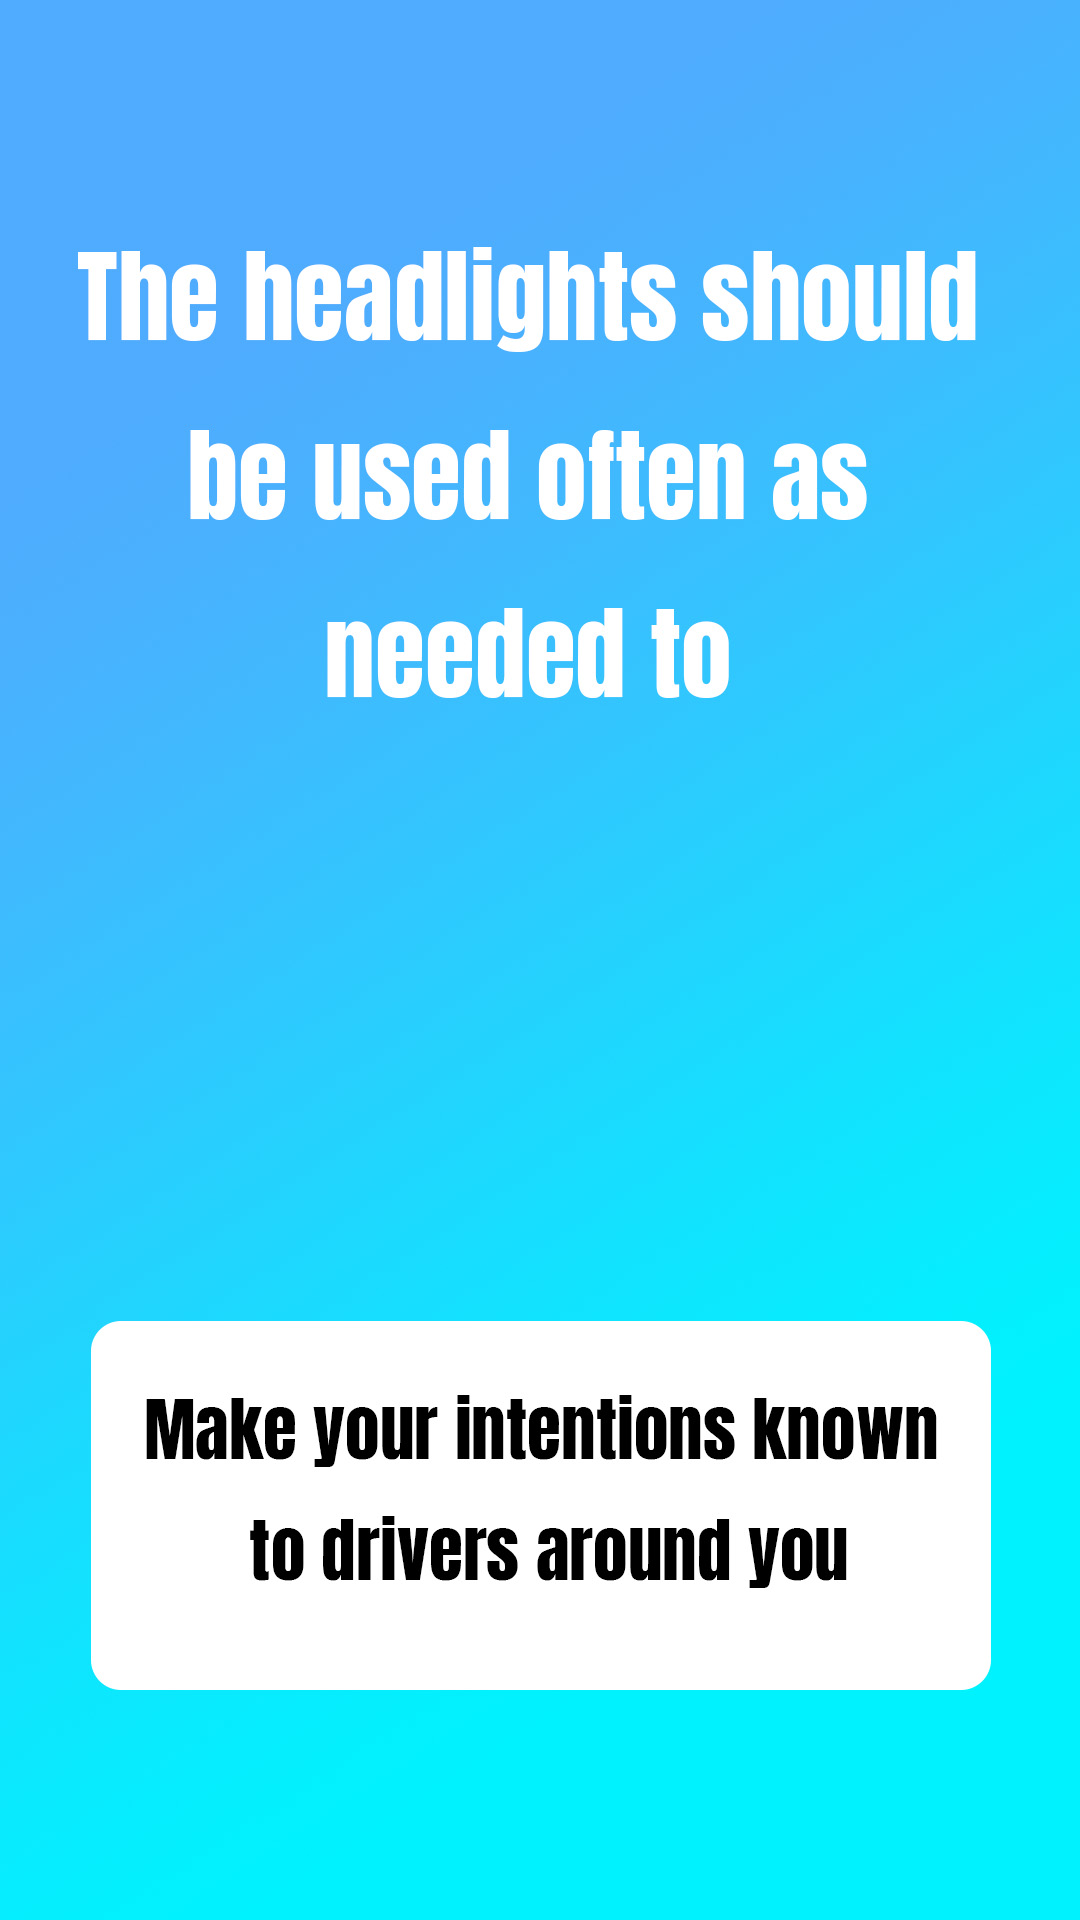 The headlights should
be used often as
needed to
Make your intentions known
to drivers around you